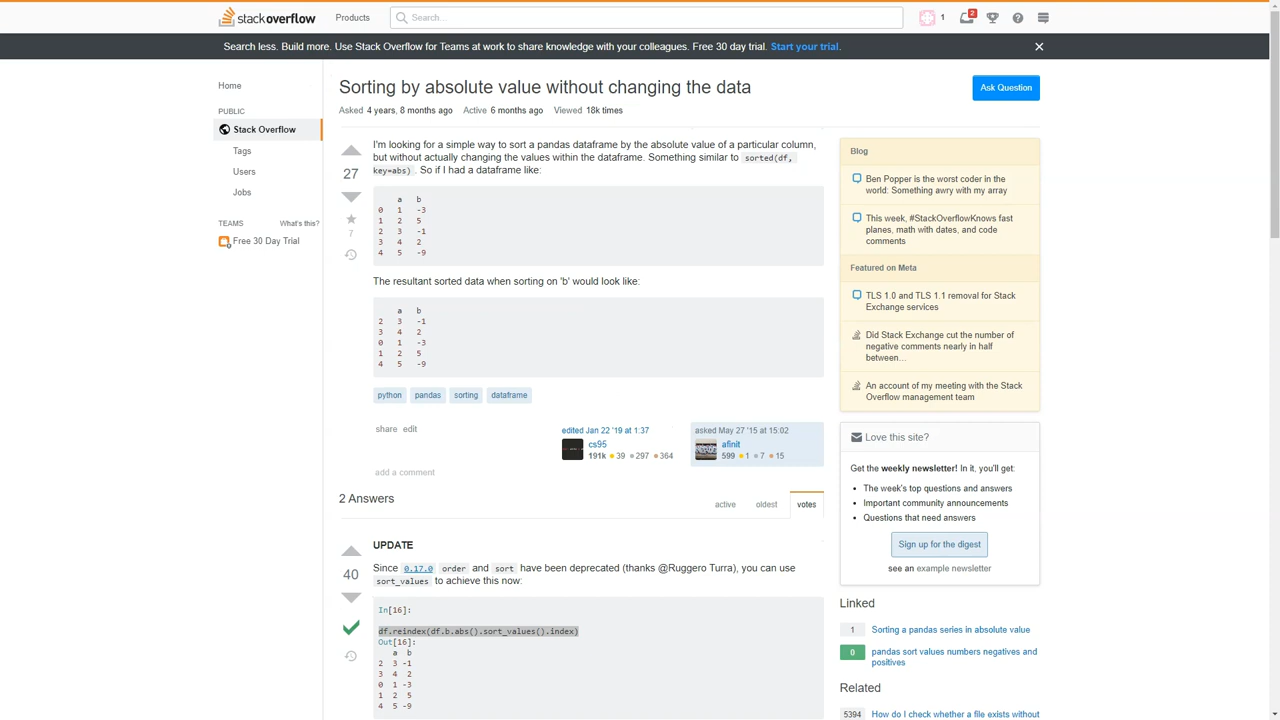 stackoverflow
Products
Search...
1
2
Search less. Build more. Use Stack Overflow for Teams at work to share knowledge with your colleagues. Free 30 day trial. Start your trial.
Home
PUBLIC
Stack Overflow
Tags
Users
Jobs
TEAMS What's this?
Free 30 Day Trial
Sorting by absolute value without changing the data
Ask Question
Asked 4 years, 8 months ago Active 6 months ago Viewed 18k times
27
7
I'm looking for a simple way to sort a pandas dataframe by the absolute value of a particular column,
but without actually changing the values within the dataframe. Something similar to sorted(df,
key=abs) . So if I had a dataframe like:
a b
0 1 -3
1 2 5
2 3 -1
3 4 2
4 5 -9
The resultant sorted data when sorting on 'b' would look like:
a b
2 3 -1
3 4 2
0 1 -3
1 2 5
4 5 -9
python pandas sorting dataframe
share edit
edited Jan 22 '19 at 1:37
cs95
191k 39 297 364
asked May 27 '15 at 15:02
afinit
599 1 7 15
add a comment
2 Answers
active oldest votes
40
UPDATE
Since 0.17.0 order and sort have been deprecated (thanks @Ruggero Turra), you can use
sort_values to achieve this now:
In[16]:
df.reindex(df.b.abs().sort_values().index)
Out[16]:
a b
2 3 -1
3 4 2
0 1 -3
1 2 5
4 5 -9
Blog
Ben Popper is the worst coder in the
world: Something awry with my array
This week, #StackOverflowKnows fast
planes, math with dates, and code
comments
Featured on Meta
TLS 1.0 and TLS 1.1 removal for Stack
Exchange services
Did Stack Exchange cut the number of
negative comments nearly in half
between…
An account of my meeting with the Stack
Overflow management team
Love this site?
Get the weekly newsletter! In it, you'll get:
• The week's top questions and answers
• Important community announcements
• Questions that need answers
Sign up for the digest
see an example newsletter
Linked
1 Sorting a pandas series in absolute value
0 pandas sort values numbers negatives and
positives
Related
5394 How do I check whether a file exists without